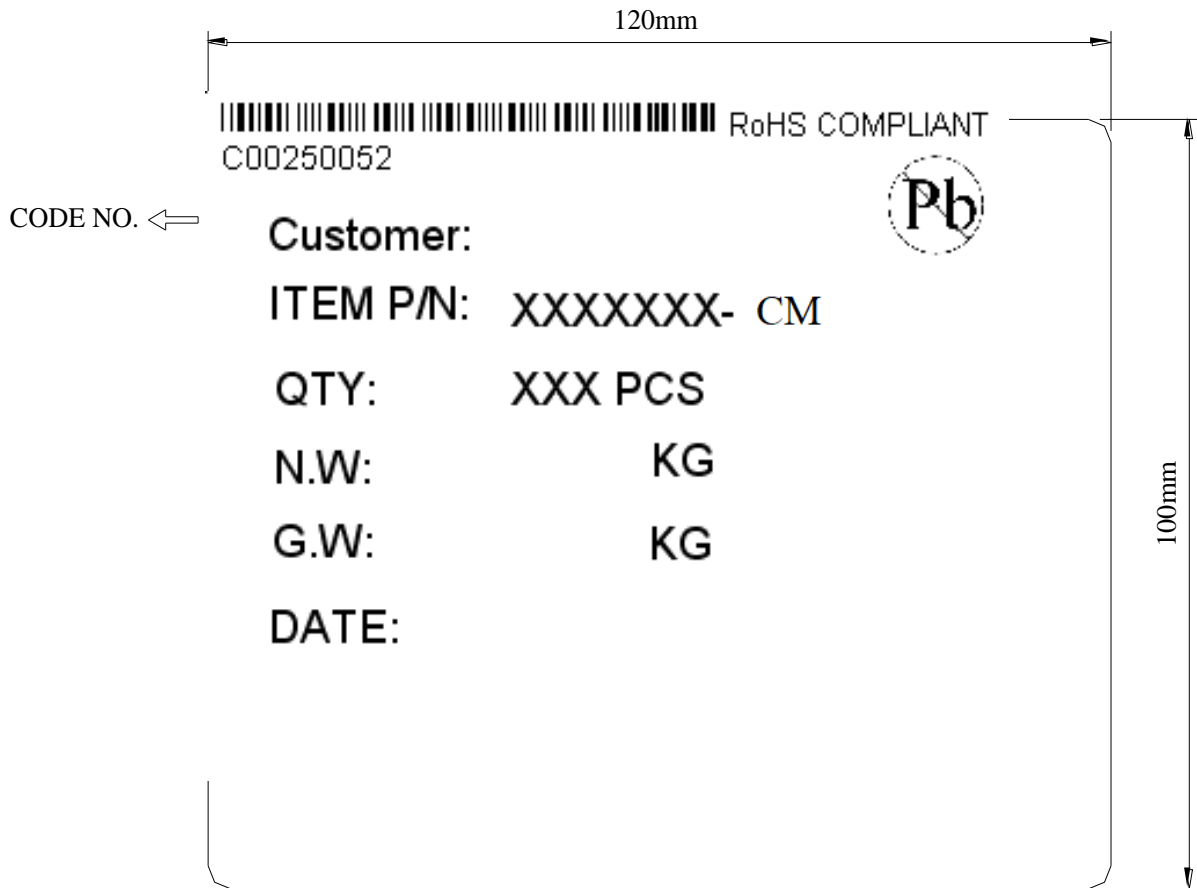 120mm
RoHS COMPLIANT
C00250052
Pb
CODE NO.
Customer:
ITEM P/N: XXXXXXX- CM
QTY: XXX PCS
N.W: KG
G.W: KG
DATE:
100mm